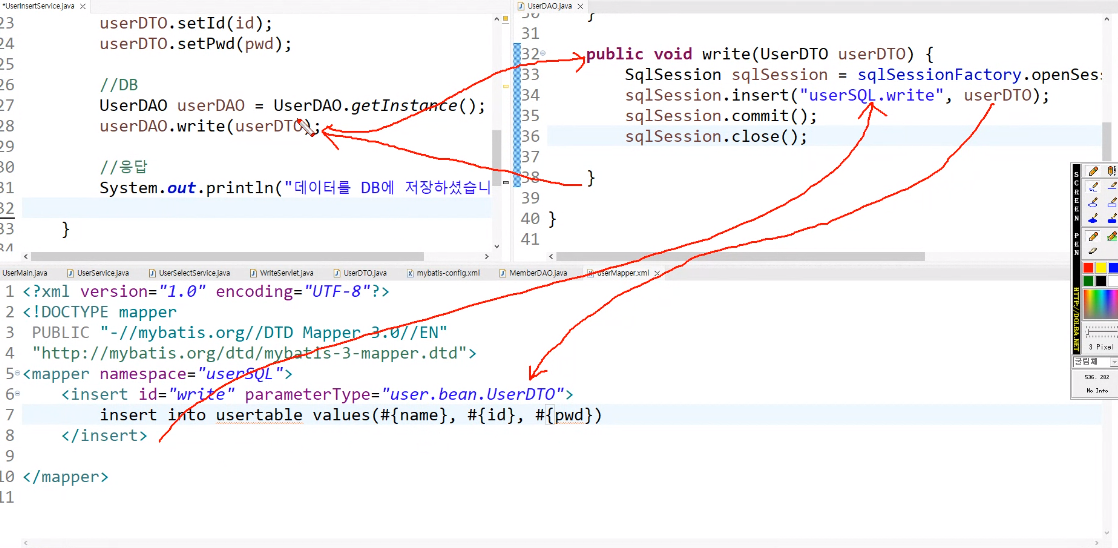 *UserInsertService.java
23 userDTO.setId(id);
24 userDTO.setPwd(pwd);
25
26 //DB
27 UserDAO userDAO = UserDAO.getInstance();
28 userDAO.write(userDTO);
29
30 //응답
31 System.out.println("데이터를 DB에 저장하셨습니
32
33 }
34
UserDAO.java
30 }
31
32 public void write(UserDTO userDTO) {
33 SqlSession sqlSession = sqlSessionFactory.openSes
34 sqlSession.insert("userSQL.write", userDTO);
35 sqlSession.commit();
36 sqlSession.close();
37
38 }
39
40 }
41
UserMain.java UserService.java UserSelectService.java WriteServlet.java UserDTO.java mybatis-config.xml MemberDAO.java userMapper.xml
1 <?xml version="1.0" encoding="UTF-8"?>
2 <!DOCTYPE mapper
3 PUBLIC "-//mybatis.org//DTD Mapper 3.0//EN"
4 "http://mybatis.org/dtd/mybatis-3-mapper.dtd">
5 <mapper namespace="userSQL">
6 <insert id="write" parameterType="user.bean.UserDTO">
7 insert into usertable values(#{name}, #{id}, #{pwd})
8 </insert>
9
10 </mapper>
11
SCREEN PEN
3 Pixel
굴림체
536, 202
No Info